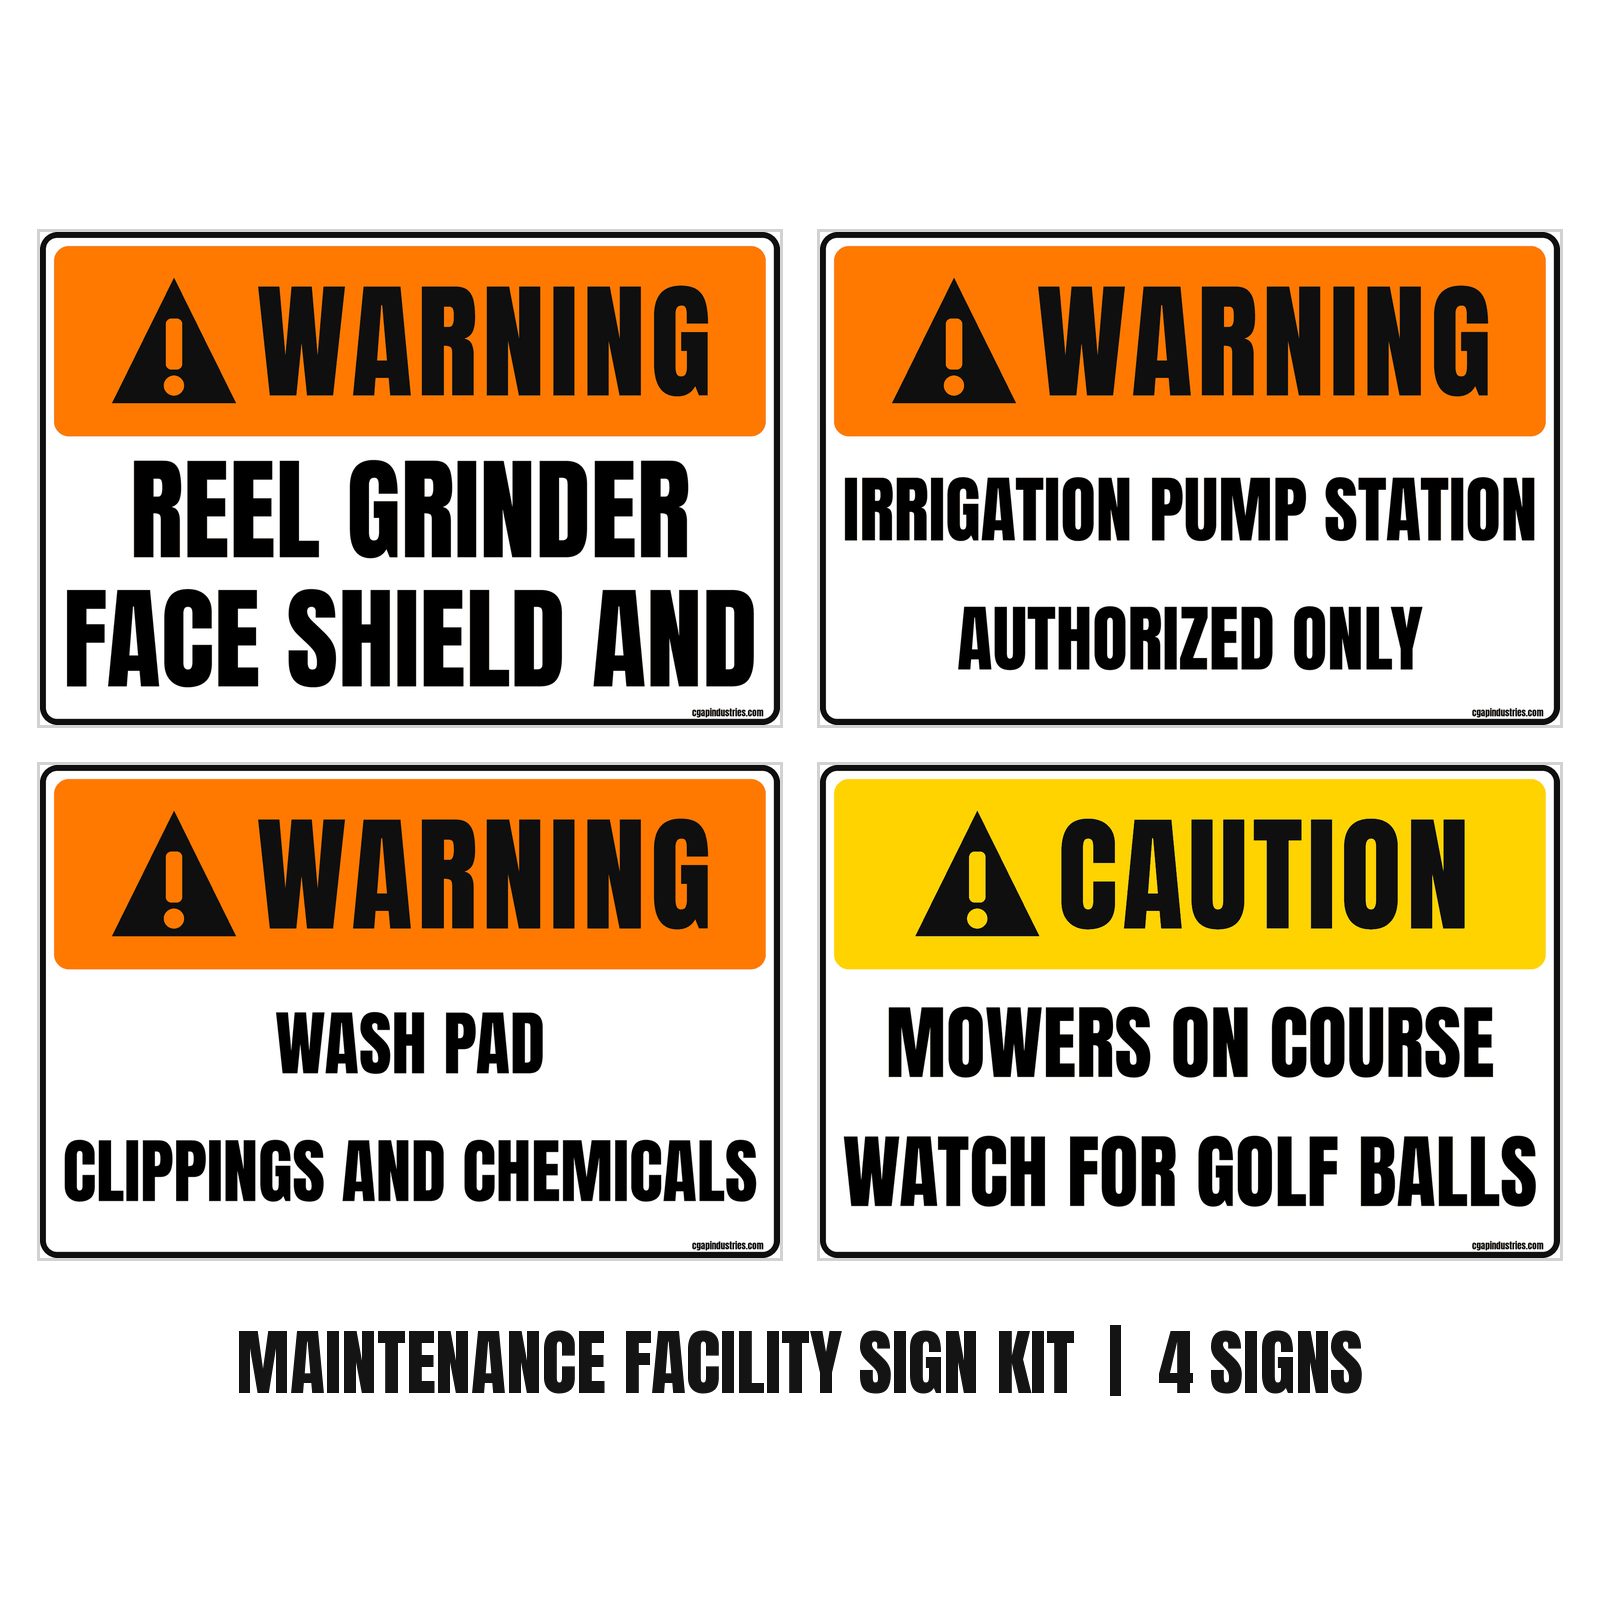 WARNING
REEL GRINDER
FACE SHIELD AND
cgapindustries.com
WARNING
IRRIGATION PUMP STATION
AUTHORIZED ONLY
cgapindustries.com
WARNING
WASH PAD
CLIPPINGS AND CHEMICALS
cgapindustries.com
CAUTION
MOWERS ON COURSE
WATCH FOR GOLF BALLS
cgapindustries.com
MAINTENANCE FACILITY SIGN KIT | 4 SIGNS